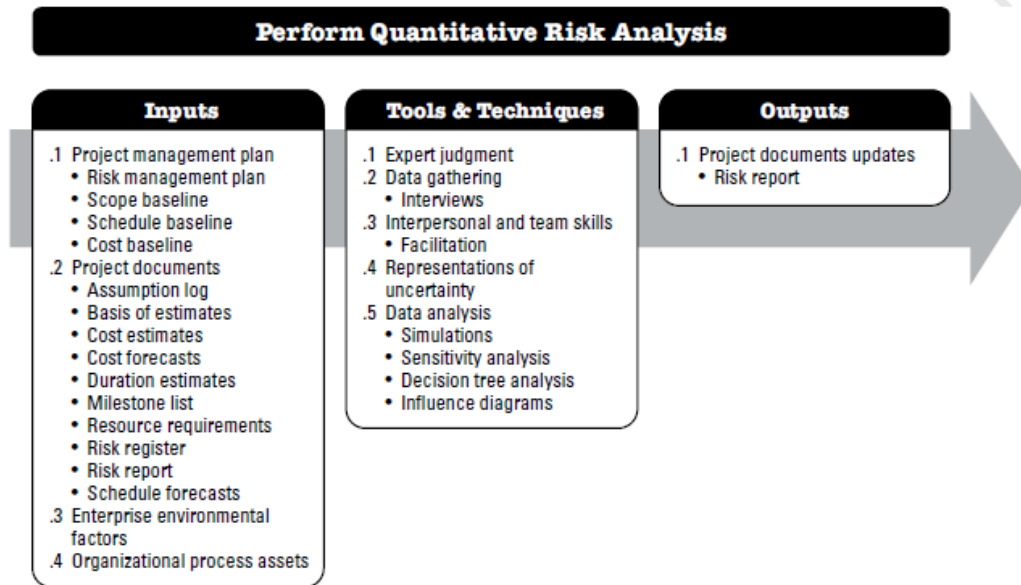 Perform Quantitative Risk Analysis
Inputs
.1 Project management plan
• Risk management plan
• Scope baseline
• Schedule baseline
• Cost baseline
.2 Project documents
• Assumption log
• Basis of estimates
• Cost estimates
• Cost forecasts
• Duration estimates
• Milestone list
• Resource requirements
• Risk register
• Risk report
• Schedule forecasts
.3 Enterprise environmental
factors
.4 Organizational process assets
Tools & Techniques
.1 Expert judgment
.2 Data gathering
• Interviews
.3 Interpersonal and team skills
• Facilitation
.4 Representations of
uncertainty
.5 Data analysis
• Simulations
• Sensitivity analysis
• Decision tree analysis
• Influence diagrams
Outputs
.1 Project documents updates
• Risk report